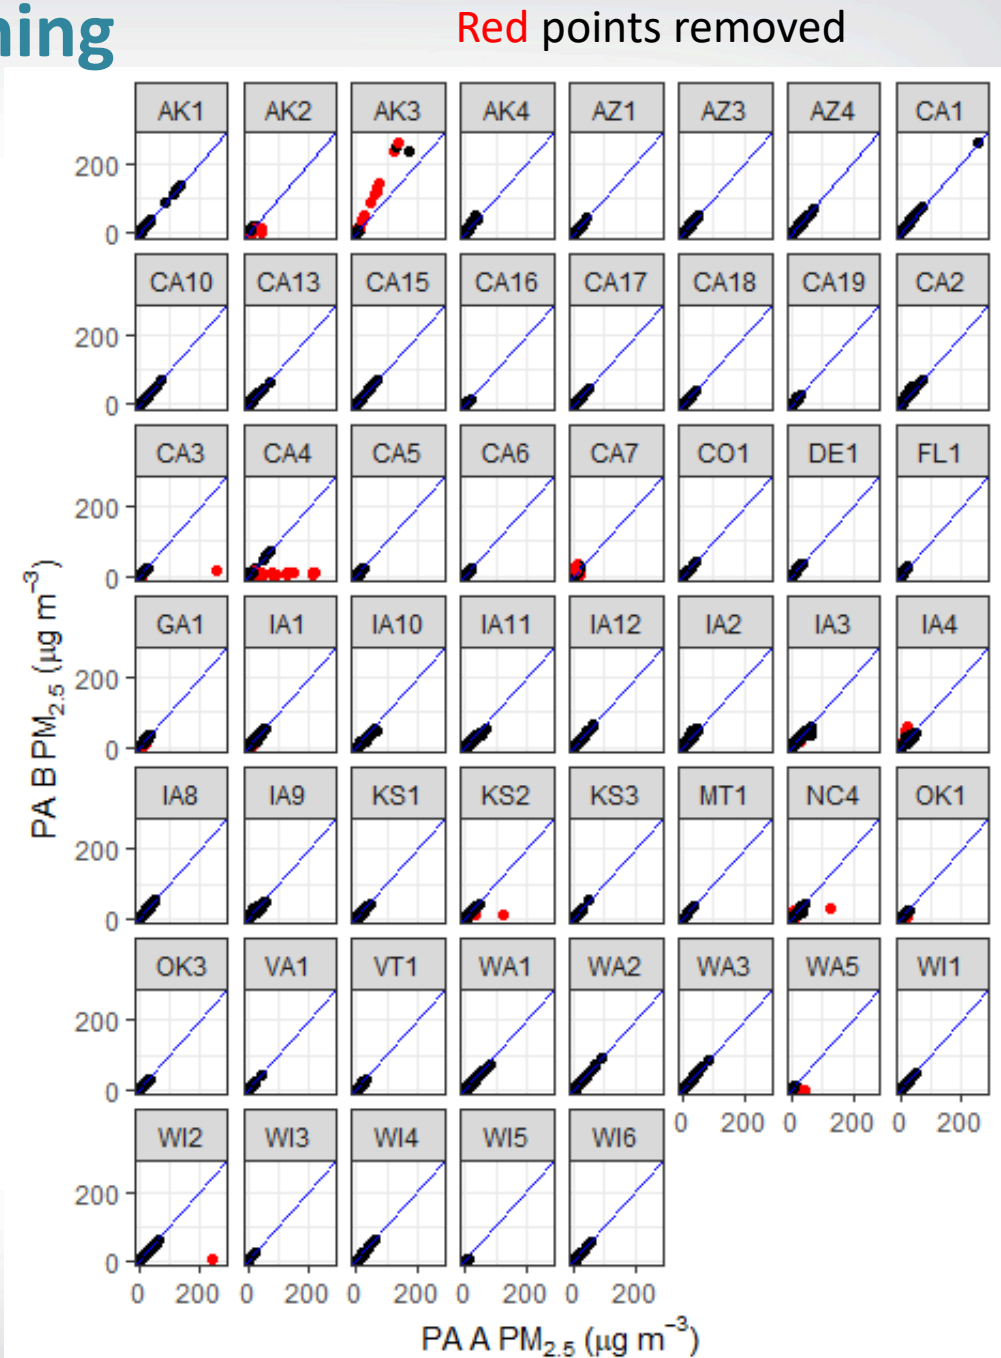 ning
Red points removed
AK1 AK2 AK3 AK4 AZ1 AZ3 AZ4 CA1
200
0
CA10 CA13 CA15 CA16 CA17 CA18 CA19 CA2
200
0
CA3 CA4 CA5 CA6 CA7 CO1 DE1 FL1
200
0
GA1 IA1 IA10 IA11 IA12 IA2 IA3 IA4
200
0
IA8 IA9 KS1 KS2 KS3 MT1 NC4 OK1
200
0
OK3 VA1 VT1 WA1 WA2 WA3 WA5 WI1
200
0
0 200 0 200 0 200
WI2 WI3 WI4 WI5 WI6
200
0
0 200 0 200 0 200 0 200 0 200
PA B PM2.5 (µg m−3)
PA A PM2.5 (µg m−3)